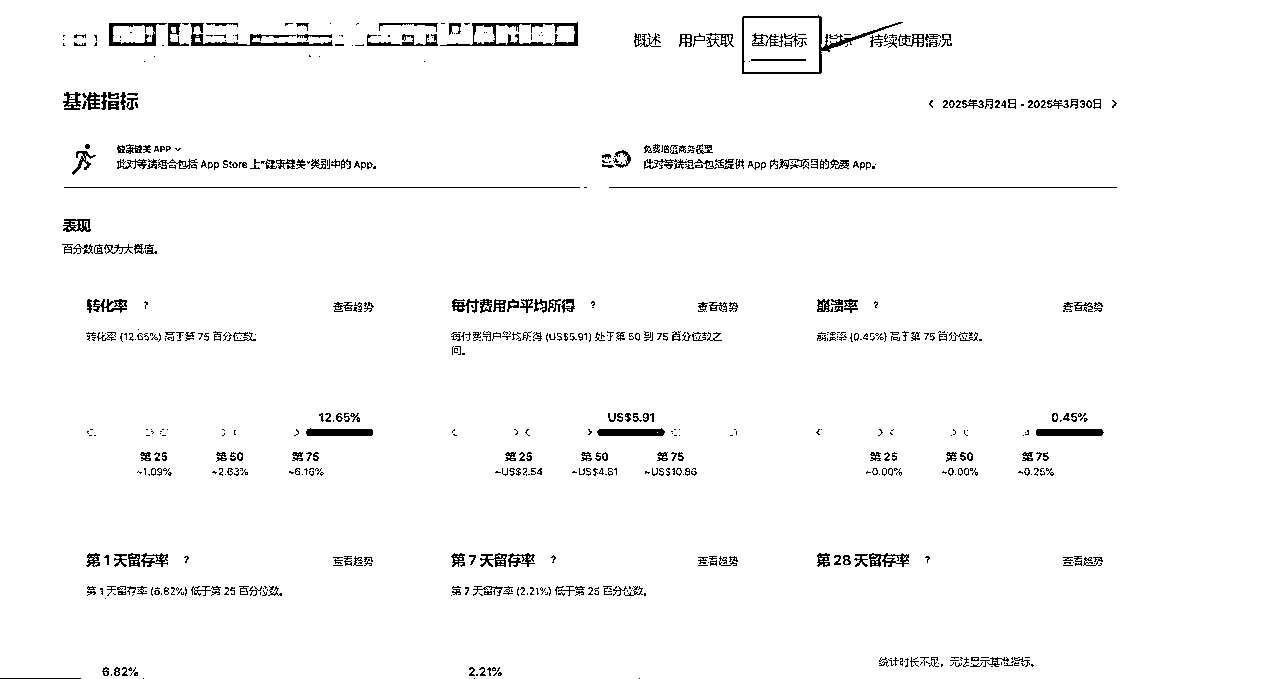 概述 用户获取 基准指标 指标 持续使用情况
基准指标
2025年3月24日 - 2025年3月30日
健康健美 APP
此对等组合包括 App Store 上“健康健美”类别中的 App。
免费增值商务模型
此对等组合包括提供 App 内购买项目的免费 App。
表现
百分数值仅为大概值。
转化率 ? 查看趋势
转化率 (12.65%) 高于第 75 百分位数。
12.65%
第 25 第 50 第 75
~1.09% ~2.63% ~6.16%
每付费用户平均所得 ? 查看趋势
每付费用户平均所得 (US$5.91) 处于第 50 到 75 百分位数之
间。
US$5.91
第 25 第 50 第 75
~US$2.54 ~US$4.81 ~US$10.86
崩溃率 ? 查看趋势
崩溃率 (0.45%) 高于第 75 百分位数。
0.45%
第 25 第 50 第 75
~0.00% ~0.00% ~0.25%
第 1 天留存率 ? 查看趋势
第 1 天留存率 (6.82%) 低于第 25 百分位数。
6.82%
第 7 天留存率 ? 查看趋势
第 7 天留存率 (2.21%) 低于第 25 百分位数。
2.21%
第 28 天留存率 ?
统计时长不足，无法显示基准指标。